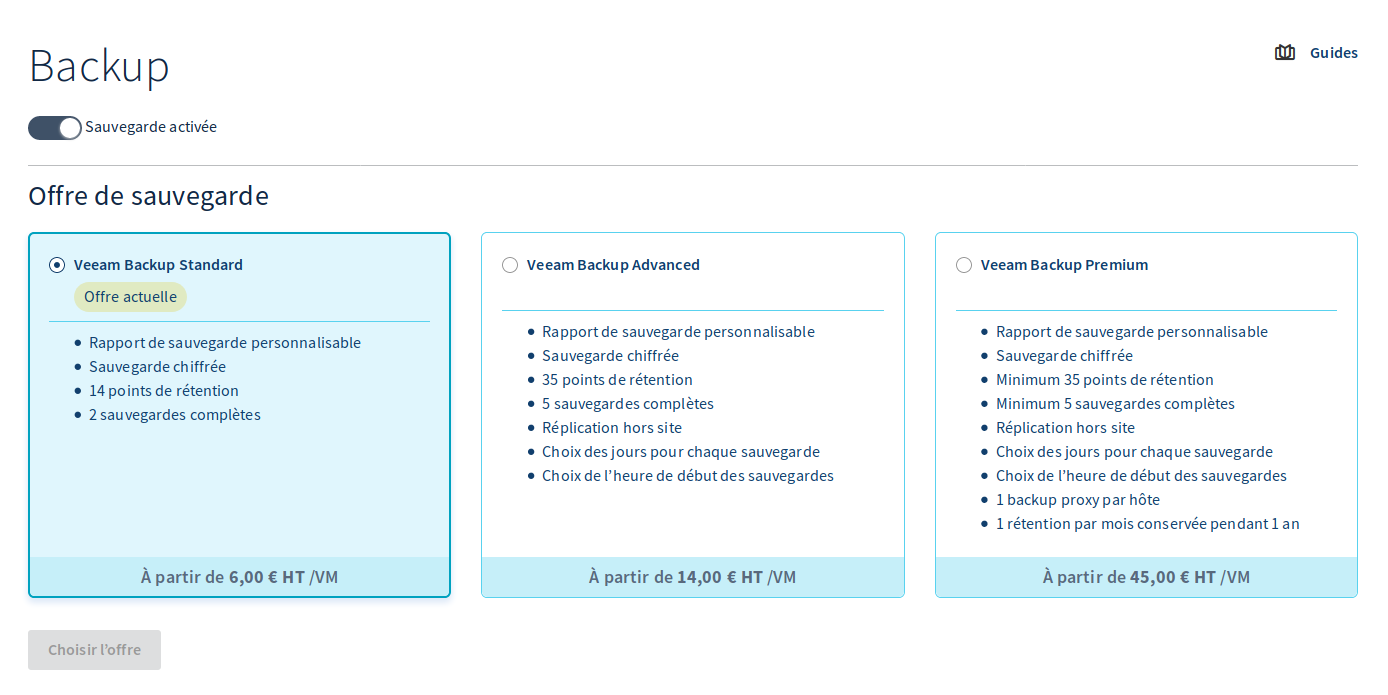 Backup
Guides
Sauvegarde activée
Offre de sauvegarde
Veeam Backup Standard
Offre actuelle
Rapport de sauvegarde personnalisable
Sauvegarde chiffrée
14 points de rétention
2 sauvegardes complètes
À partir de 6,00 € HT /VM
Veeam Backup Advanced
Rapport de sauvegarde personnalisable
Sauvegarde chiffrée
35 points de rétention
5 sauvegardes complètes
Réplication hors site
Choix des jours pour chaque sauvegarde
Choix de l’heure de début des sauvegardes
À partir de 14,00 € HT /VM
Veeam Backup Premium
Rapport de sauvegarde personnalisable
Sauvegarde chiffrée
Minimum 35 points de rétention
Minimum 5 sauvegardes complètes
Réplication hors site
Choix des jours pour chaque sauvegarde
Choix de l’heure de début des sauvegardes
1 backup proxy par hôte
1 rétention par mois conservée pendant 1 an
À partir de 45,00 € HT /VM
Choisir l’offre